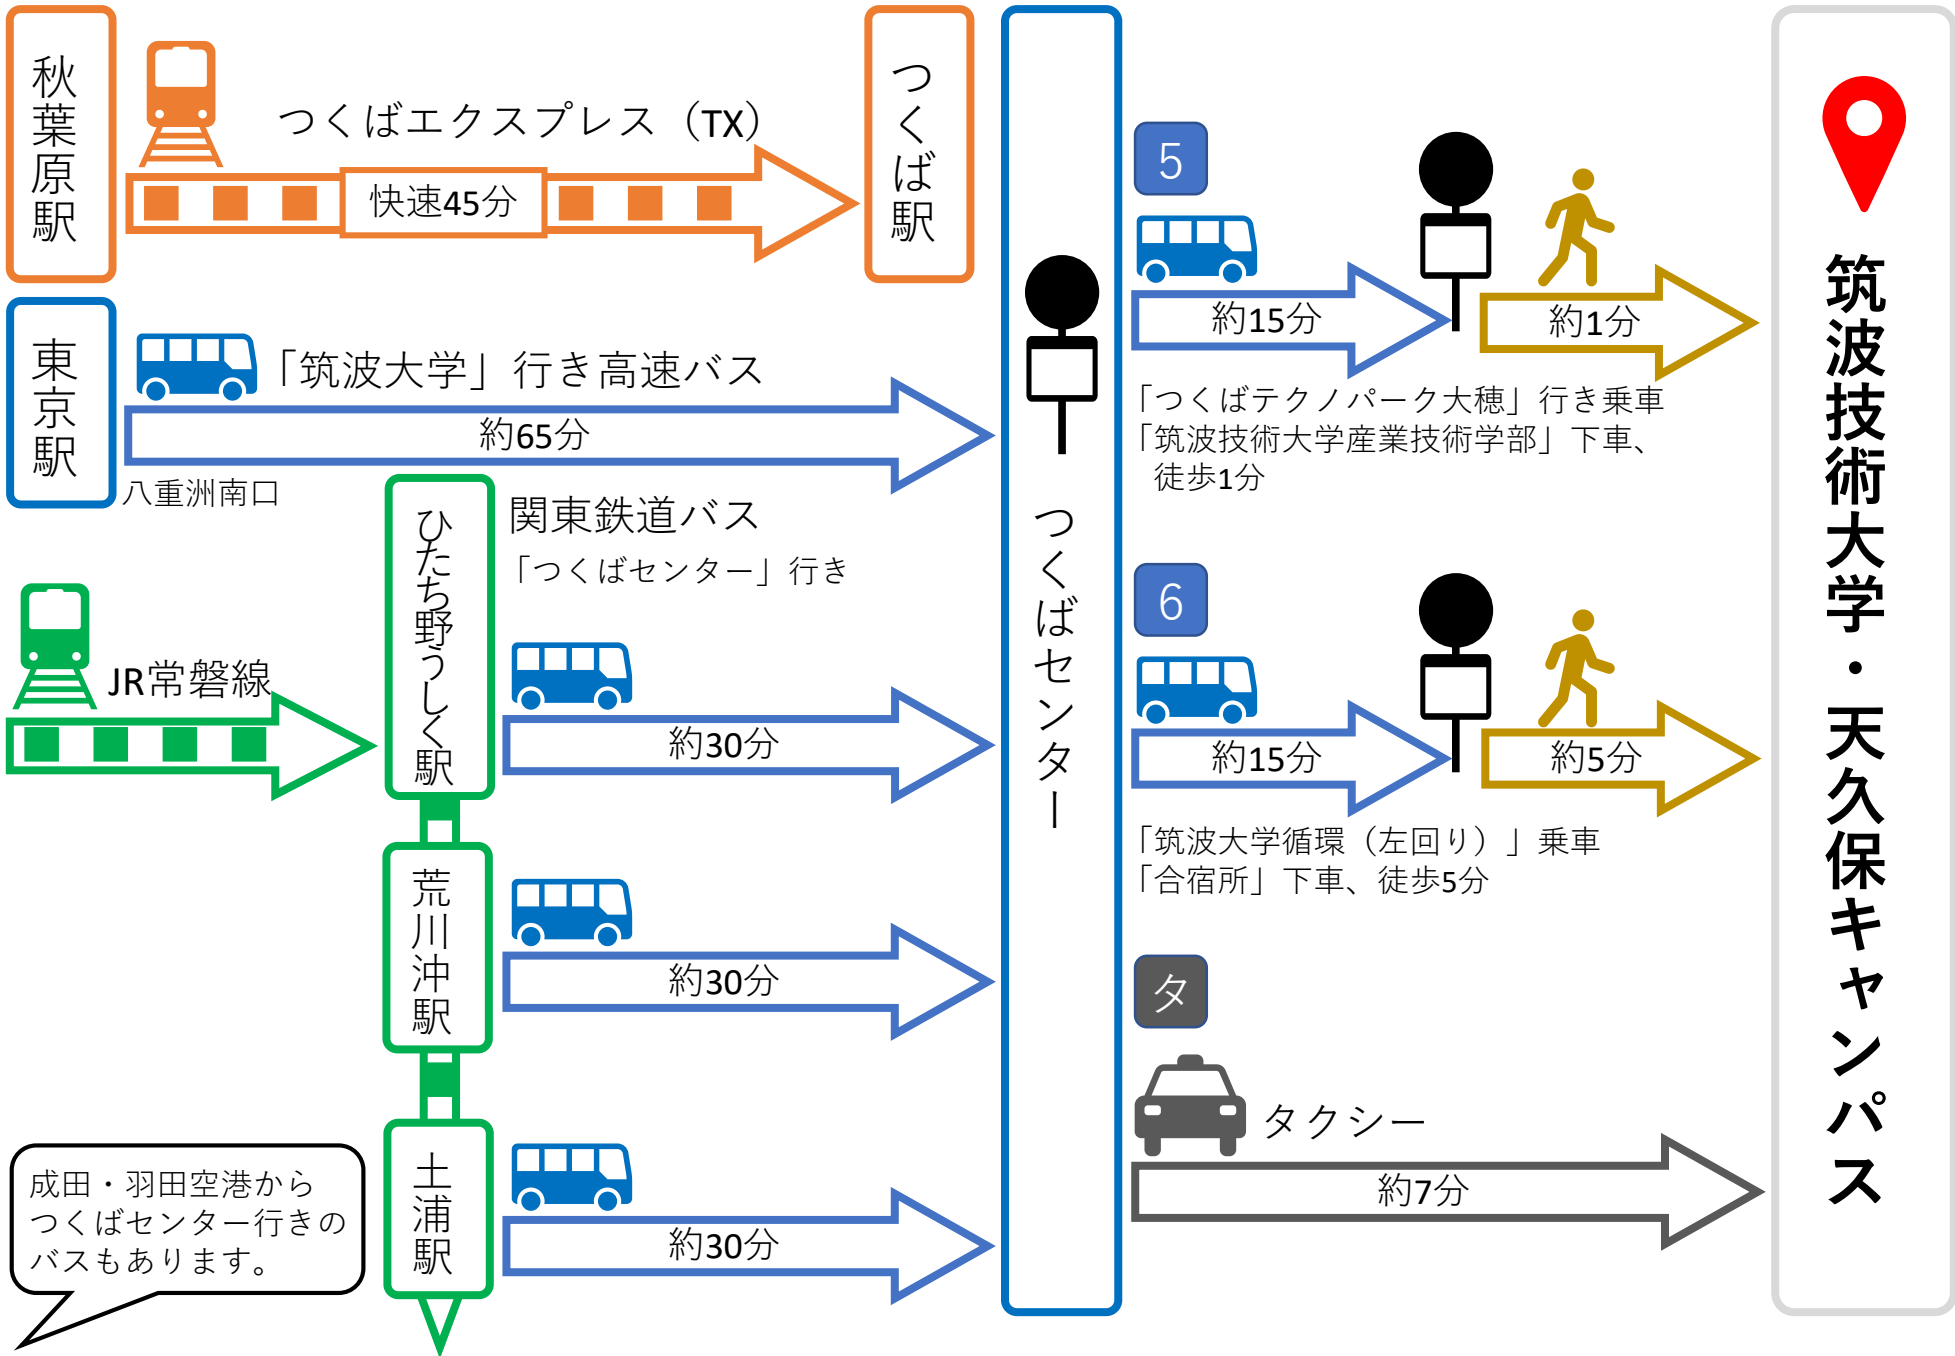 秋葉原駅
つくばエクスプレス（TX）
快速45分
つくば駅
東京駅
「筑波大学」行き高速バス
約65分
八重洲南口
JR常磐線
ひたち野うしく駅
関東鉄道バス
「つくばセンター」行き
約30分
荒川沖駅
約30分
土浦駅
約30分
成田・羽田空港から
つくばセンター行きの
バスもあります。
つくばセンター
5
約15分
約1分
「つくばテクノパーク大穂」行き乗車
「筑波技術大学産業技術学部」下車、
徒歩1分
6
約15分
約5分
「筑波大学循環（左回り）」乗車
「合宿所」下車、徒歩5分
タ
タクシー
約7分
筑波技術大学・天久保キャンパス